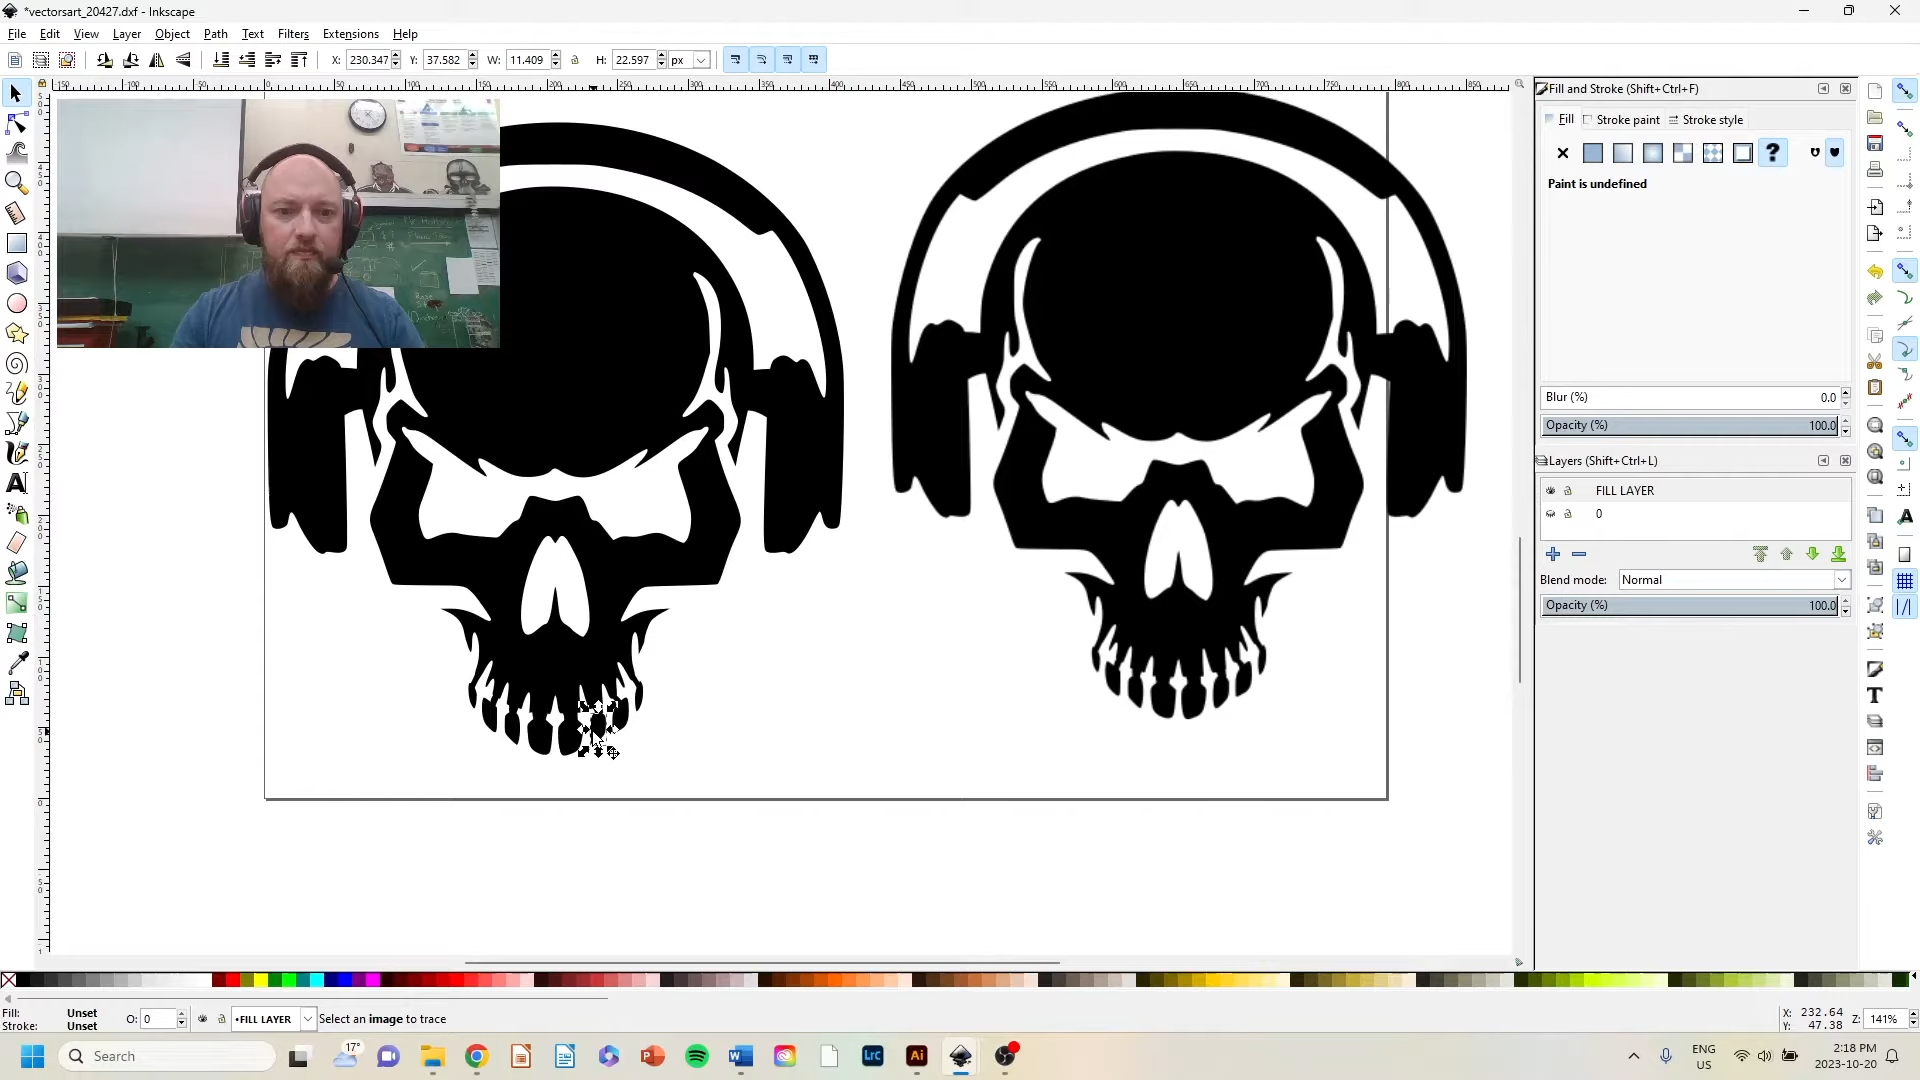 *vectorsart_20427.dxf - Inkscape
File Edit View Layer Object Path Text Filters Extensions Help
X: 230.347 Y: 37.582 W: 11.409 H: 22.597 px
Fill and Stroke (Shift+Ctrl+F)
Fill Stroke paint Stroke style
?
Paint is undefined
Blur (%) 0.0
Opacity (%) 100.0
Layers (Shift+Ctrl+L)
FILL LAYER
0
Blend mode: Normal
Opacity (%) 100.0
Fill: Unset
Stroke: Unset
O: 0
•FILL LAYER
Select an image to trace
X: 232.64
Y: 47.38
Z: 141%
Search
17°
Lrc
Ai
ENG
US
2:18 PM
2023-10-20